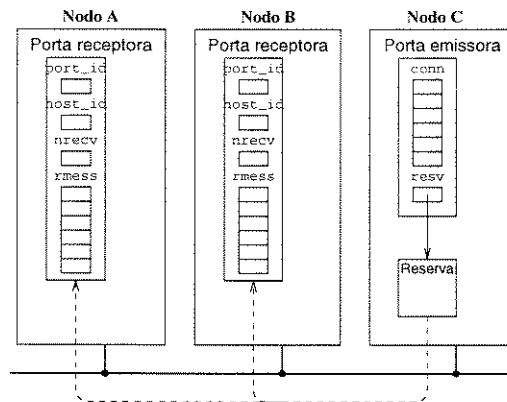 Nodo A
Nodo B
Nodo C
Porta receptora
port_id
host_id
nrecv
rmess
Porta receptora
port_id
host_id
nrecv
rmess
Porta emissora
conn
resv
Reserva